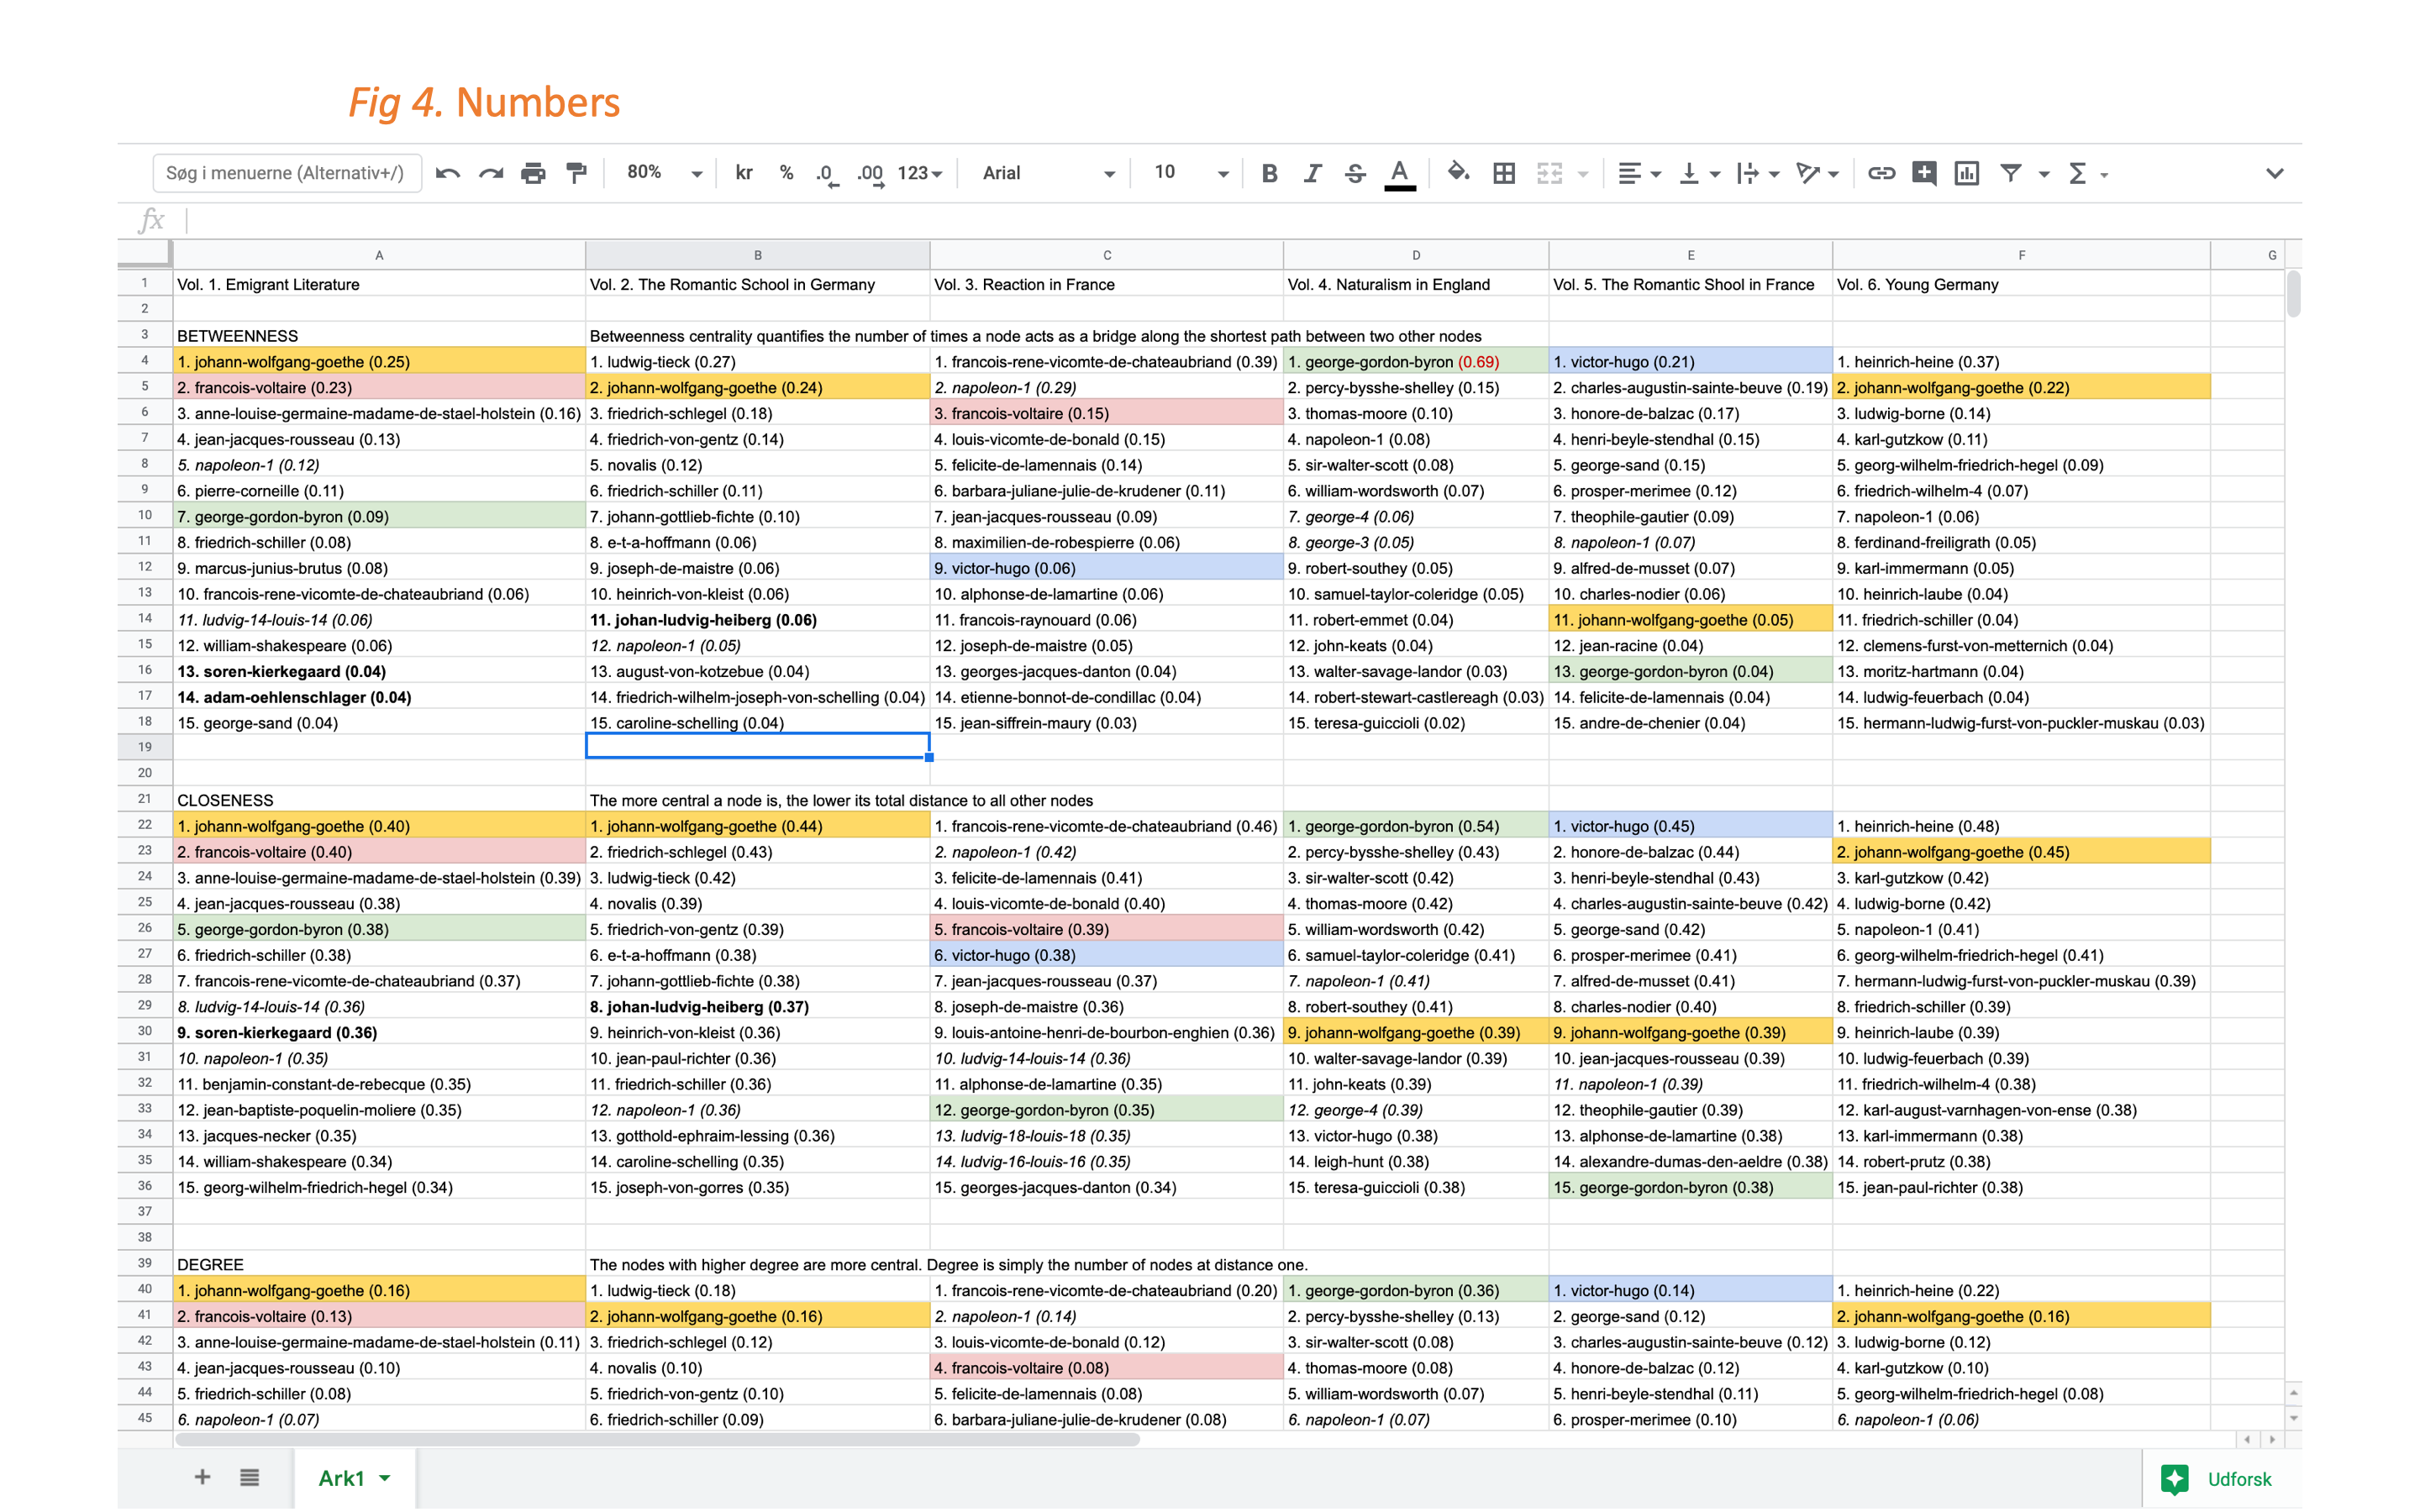 Fig 4. Numbers
Søg i menuerne (Alternativ+/) 80% kr % .0 .00 123 Arial 10 B I S A Σ
fx
A B C D E F G
1 Vol. 1. Emigrant Literature Vol. 2. The Romantic School in Germany Vol. 3. Reaction in France Vol. 4. Naturalism in England Vol. 5. The Romantic Shool in France Vol. 6. Young Germany
2
3 BETWEENNESS Betweenness centrality quantifies the number of times a node acts as a bridge along the shortest path between two other nodes
4 1. johann-wolfgang-goethe (0.25) 1. ludwig-tieck (0.27) 1. francois-rene-vicomte-de-chateaubriand (0.39) 1. george-gordon-byron (0.69) 1. victor-hugo (0.21) 1. heinrich-heine (0.37)
5 2. francois-voltaire (0.23) 2. johann-wolfgang-goethe (0.24) 2. napoleon-1 (0.29) 2. percy-bysshe-shelley (0.15) 2. charles-augustin-sainte-beuve (0.19) 2. johann-wolfgang-goethe (0.22)
6 3. anne-louise-germaine-madame-de-stael-holstein (0.16) 3. friedrich-schlegel (0.18) 3. francois-voltaire (0.15) 3. thomas-moore (0.10) 3. honore-de-balzac (0.17) 3. ludwig-borne (0.14)
7 4. jean-jacques-rousseau (0.13) 4. friedrich-von-gentz (0.14) 4. louis-vicomte-de-bonald (0.15) 4. napoleon-1 (0.08) 4. henri-beyle-stendhal (0.15) 4. karl-gutzkow (0.11)
8 5. napoleon-1 (0.12) 5. novalis (0.12) 5. felicite-de-lamennais (0.14) 5. sir-walter-scott (0.08) 5. george-sand (0.15) 5. georg-wilhelm-friedrich-hegel (0.09)
9 6. pierre-corneille (0.11) 6. friedrich-schiller (0.11) 6. barbara-juliane-julie-de-krudener (0.11) 6. william-wordsworth (0.07) 6. prosper-merimee (0.12) 6. friedrich-wilhelm-4 (0.07)
10 7. george-gordon-byron (0.09) 7. johann-gottlieb-fichte (0.10) 7. jean-jacques-rousseau (0.09) 7. george-4 (0.06) 7. theophile-gautier (0.09) 7. napoleon-1 (0.06)
11 8. friedrich-schiller (0.08) 8. e-t-a-hoffmann (0.06) 8. maximilien-de-robespierre (0.06) 8. george-3 (0.05) 8. napoleon-1 (0.07) 8. ferdinand-freiligrath (0.05)
12 9. marcus-junius-brutus (0.08) 9. joseph-de-maistre (0.06) 9. victor-hugo (0.06) 9. robert-southey (0.05) 9. alfred-de-musset (0.07) 9. karl-immermann (0.05)
13 10. francois-rene-vicomte-de-chateaubriand (0.06) 10. heinrich-von-kleist (0.06) 10. alphonse-de-lamartine (0.06) 10. samuel-taylor-coleridge (0.05) 10. charles-nodier (0.06) 10. heinrich-laube (0.04)
14 11. ludvig-14-louis-14 (0.06) 11. johan-ludvig-heiberg (0.06) 11. francois-raynouard (0.06) 11. robert-emmet (0.04) 11. johann-wolfgang-goethe (0.05) 11. friedrich-schiller (0.04)
15 12. william-shakespeare (0.06) 12. napoleon-1 (0.05) 12. joseph-de-maistre (0.05) 12. john-keats (0.04) 12. jean-racine (0.04) 12. clemens-furst-von-metternich (0.04)
16 13. soren-kierkegaard (0.04) 13. august-von-kotzebue (0.04) 13. georges-jacques-danton (0.04) 13. walter-savage-landor (0.03) 13. george-gordon-byron (0.04) 13. moritz-hartmann (0.04)
17 14. adam-oehlenschlager (0.04) 14. friedrich-wilhelm-joseph-von-schelling (0.04) 14. etienne-bonnot-de-condillac (0.04) 14. robert-stewart-castlereagh (0.03) 14. felicite-de-lamennais (0.04) 14. ludwig-feuerbach (0.04)
18 15. george-sand (0.04) 15. caroline-schelling (0.04) 15. jean-siffrein-maury (0.03) 15. teresa-guiccioli (0.02) 15. andre-de-chenier (0.04) 15. hermann-ludwig-furst-von-puckler-muskau (0.03)
19
20
21 CLOSENESS The more central a node is, the lower its total distance to all other nodes
22 1. johann-wolfgang-goethe (0.40) 1. johann-wolfgang-goethe (0.44) 1. francois-rene-vicomte-de-chateaubriand (0.46) 1. george-gordon-byron (0.54) 1. victor-hugo (0.45) 1. heinrich-heine (0.48)
23 2. francois-voltaire (0.40) 2. friedrich-schlegel (0.43) 2. napoleon-1 (0.42) 2. percy-bysshe-shelley (0.43) 2. honore-de-balzac (0.44) 2. johann-wolfgang-goethe (0.45)
24 3. anne-louise-germaine-madame-de-stael-holstein (0.39) 3. ludwig-tieck (0.42) 3. felicite-de-lamennais (0.41) 3. sir-walter-scott (0.42) 3. henri-beyle-stendhal (0.43) 3. karl-gutzkow (0.42)
25 4. jean-jacques-rousseau (0.38) 4. novalis (0.39) 4. louis-vicomte-de-bonald (0.40) 4. thomas-moore (0.42) 4. charles-augustin-sainte-beuve (0.42) 4. ludwig-borne (0.42)
26 5. george-gordon-byron (0.38) 5. friedrich-von-gentz (0.39) 5. francois-voltaire (0.39) 5. william-wordsworth (0.42) 5. george-sand (0.42) 5. napoleon-1 (0.41)
27 6. friedrich-schiller (0.38) 6. e-t-a-hoffmann (0.38) 6. victor-hugo (0.38) 6. samuel-taylor-coleridge (0.41) 6. prosper-merimee (0.41) 6. georg-wilhelm-friedrich-hegel (0.41)
28 7. francois-rene-vicomte-de-chateaubriand (0.37) 7. johann-gottlieb-fichte (0.38) 7. jean-jacques-rousseau (0.37) 7. napoleon-1 (0.41) 7. alfred-de-musset (0.41) 7. hermann-ludwig-furst-von-puckler-muskau (0.39)
29 8. ludvig-14-louis-14 (0.36) 8. johan-ludvig-heiberg (0.37) 8. joseph-de-maistre (0.36) 8. robert-southey (0.41) 8. charles-nodier (0.40) 8. friedrich-schiller (0.39)
30 9. soren-kierkegaard (0.36) 9. heinrich-von-kleist (0.36) 9. louis-antoine-henri-de-bourbon-enghien (0.36) 9. johann-wolfgang-goethe (0.39) 9. johann-wolfgang-goethe (0.39) 9. heinrich-laube (0.39)
31 10. napoleon-1 (0.35) 10. jean-paul-richter (0.36) 10. ludvig-14-louis-14 (0.36) 10. walter-savage-landor (0.39) 10. jean-jacques-rousseau (0.39) 10. ludwig-feuerbach (0.39)
32 11. benjamin-constant-de-rebecque (0.35) 11. friedrich-schiller (0.36) 11. alphonse-de-lamartine (0.35) 11. john-keats (0.39) 11. napoleon-1 (0.39) 11. friedrich-wilhelm-4 (0.38)
33 12. jean-baptiste-poquelin-moliere (0.35) 12. napoleon-1 (0.36) 12. george-gordon-byron (0.35) 12. george-4 (0.39) 12. theophile-gautier (0.39) 12. karl-august-varnhagen-von-ense (0.38)
34 13. jacques-necker (0.35) 13. gotthold-ephraim-lessing (0.36) 13. ludvig-18-louis-18 (0.35) 13. victor-hugo (0.38) 13. alphonse-de-lamartine (0.38) 13. karl-immermann (0.38)
35 14. william-shakespeare (0.34) 14. caroline-schelling (0.35) 14. ludvig-16-louis-16 (0.35) 14. leigh-hunt (0.38) 14. alexandre-dumas-den-aeldre (0.38) 14. robert-prutz (0.38)
36 15. georg-wilhelm-friedrich-hegel (0.34) 15. joseph-von-gorres (0.35) 15. georges-jacques-danton (0.34) 15. teresa-guiccioli (0.38) 15. george-gordon-byron (0.38) 15. jean-paul-richter (0.38)
37
38
39 DEGREE The nodes with higher degree are more central. Degree is simply the number of nodes at distance one.
40 1. johann-wolfgang-goethe (0.16) 1. ludwig-tieck (0.18) 1. francois-rene-vicomte-de-chateaubriand (0.20) 1. george-gordon-byron (0.36) 1. victor-hugo (0.14) 1. heinrich-heine (0.22)
41 2. francois-voltaire (0.13) 2. johann-wolfgang-goethe (0.16) 2. napoleon-1 (0.14) 2. percy-bysshe-shelley (0.13) 2. george-sand (0.12) 2. johann-wolfgang-goethe (0.16)
42 3. anne-louise-germaine-madame-de-stael-holstein (0.11) 3. friedrich-schlegel (0.12) 3. louis-vicomte-de-bonald (0.12) 3. sir-walter-scott (0.08) 3. charles-augustin-sainte-beuve (0.12) 3. ludwig-borne (0.12)
43 4. jean-jacques-rousseau (0.10) 4. novalis (0.10) 4. francois-voltaire (0.08) 4. thomas-moore (0.08) 4. honore-de-balzac (0.12) 4. karl-gutzkow (0.10)
44 5. friedrich-schiller (0.08) 5. friedrich-von-gentz (0.10) 5. felicite-de-lamennais (0.08) 5. william-wordsworth (0.07) 5. henri-beyle-stendhal (0.11) 5. georg-wilhelm-friedrich-hegel (0.08)
45 6. napoleon-1 (0.07) 6. friedrich-schiller (0.09) 6. barbara-juliane-julie-de-krudener (0.08) 6. napoleon-1 (0.07) 6. prosper-merimee (0.10) 6. napoleon-1 (0.06)
Ark1 Udforsk